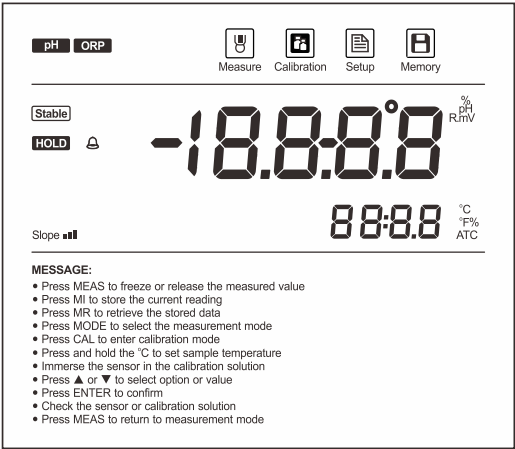 pH ORP
Measure Calibration Setup Memory
Stable
HOLD
-18.8:8.8
%
pH
R.mV
88:8.8
°C
°F%
ATC
Slope
MESSAGE:
• Press MEAS to freeze or release the measured value
• Press MI to store the current reading
• Press MR to retrieve the stored data
• Press MODE to select the measurement mode
• Press CAL to enter calibration mode
• Press and hold the °C to set sample temperature
• Immerse the sensor in the calibration solution
• Press ▲ or ▼ to select option or value
• Press ENTER to confirm
• Check the sensor or calibration solution
• Press MEAS to return to measurement mode